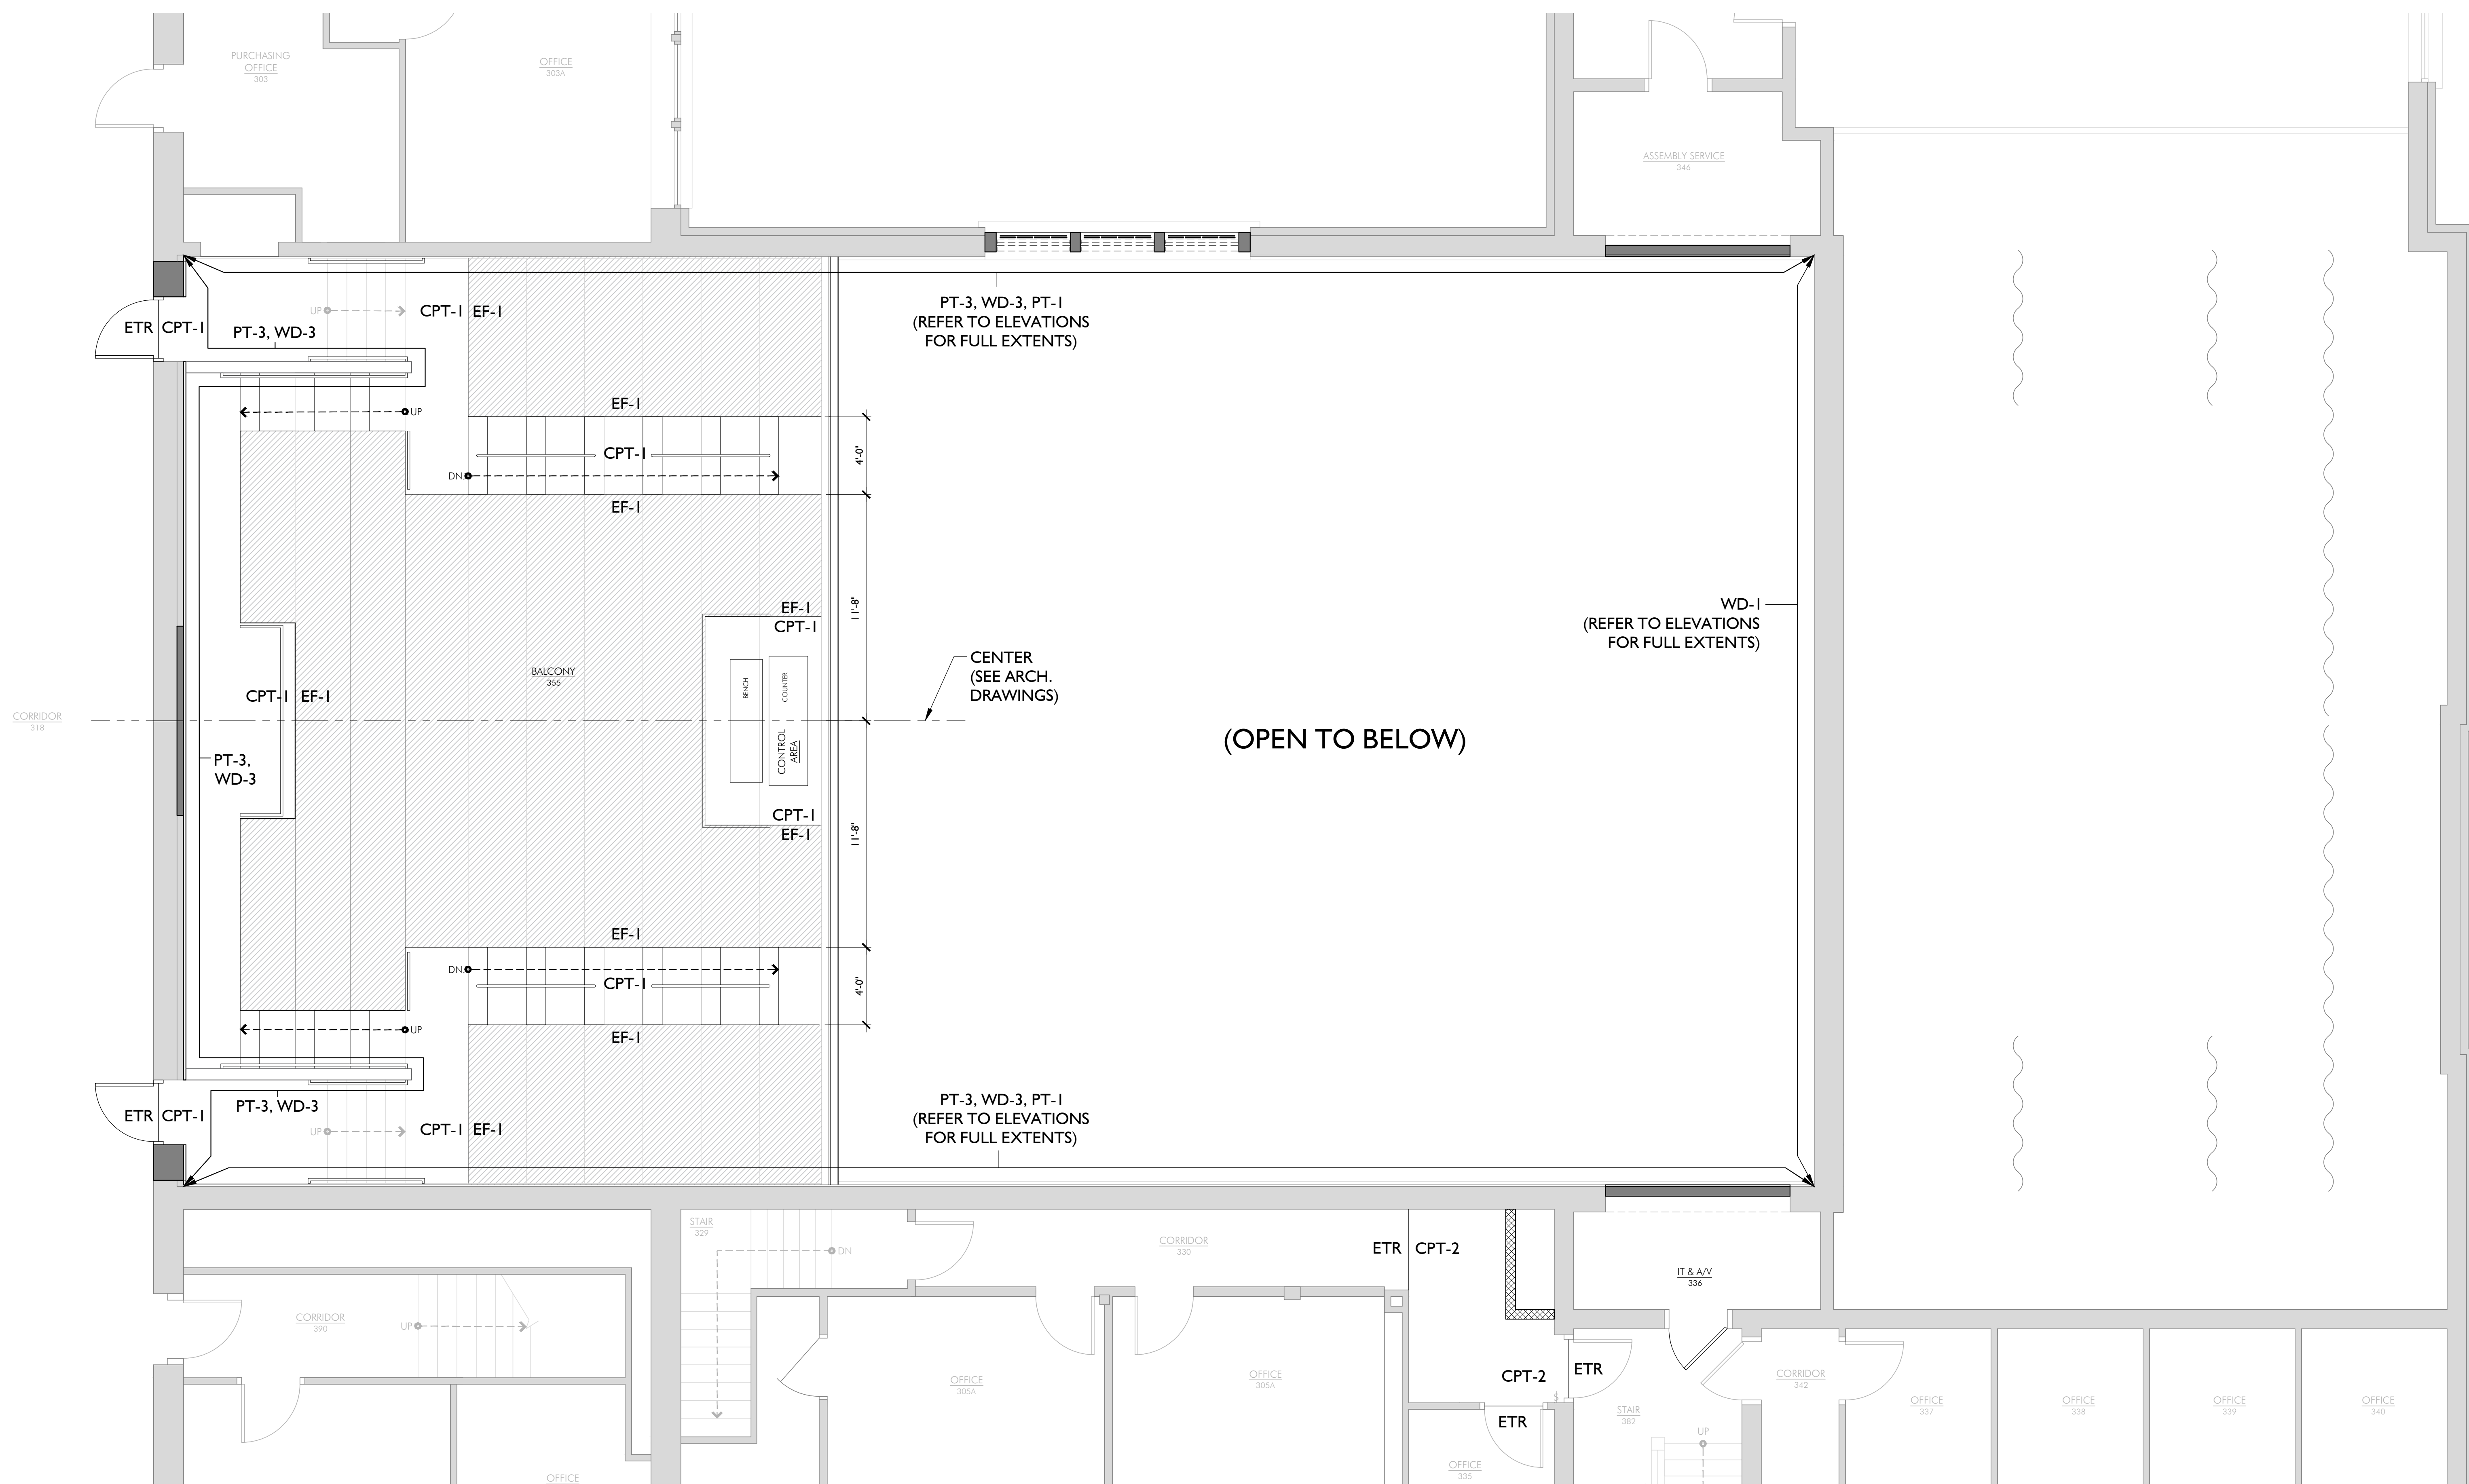 PURCHASING
OFFICE
303
OFFICE
303A
ASSEMBLY SERVICE
346
UP
CPT-1 EF-1
ETR CPT-1
PT-3, WD-3
PT-3, WD-3, PT-1
(REFER TO ELEVATIONS
FOR FULL EXTENTS)
EF-1
UP
CPT-1
4'-0"
DN.
EF-1
11'-8"
EF-1
CPT-1
WD-1
(REFER TO ELEVATIONS
FOR FULL EXTENTS)
CENTER
(SEE ARCH.
DRAWINGS)
BALCONY
355
BENCH
COUNTER
CPT-1 EF-1
CORRIDOR
318
CONTROL
AREA
(OPEN TO BELOW)
PT-3,
WD-3
CPT-1
EF-1
11'-8"
EF-1
DN.
CPT-1
4'-0"
UP
EF-1
PT-3, WD-3, PT-1
(REFER TO ELEVATIONS
FOR FULL EXTENTS)
ETR CPT-1
PT-3, WD-3
UP
CPT-1 EF-1
STAIR
329
DN
CORRIDOR
330
ETR CPT-2
IT & A/V
336
CORRIDOR
390
UP
OFFICE
305A
OFFICE
305A
CPT-2
ETR
$
CORRIDOR
342
OFFICE
337
OFFICE
338
OFFICE
339
OFFICE
340
STAIR
382
ETR
UP
OFFICE
335
OFFICE